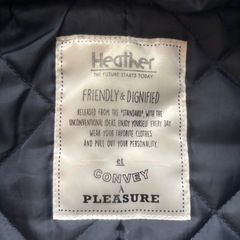 Heather
THE FUTURE STARTS TODAY
FRIENDLY & DIGNIFIED
RELEASED FROM THE "STANDARD", WITH THE
UNCONVENTIONAL IDEAS, ENJOY YOURSELF EVERY DAY.
WEAR YOUR FAVORITE CLOTHES
AND PULL OUT YOUR PERSONALITY.
et
CONVEY
A
PLEASURE